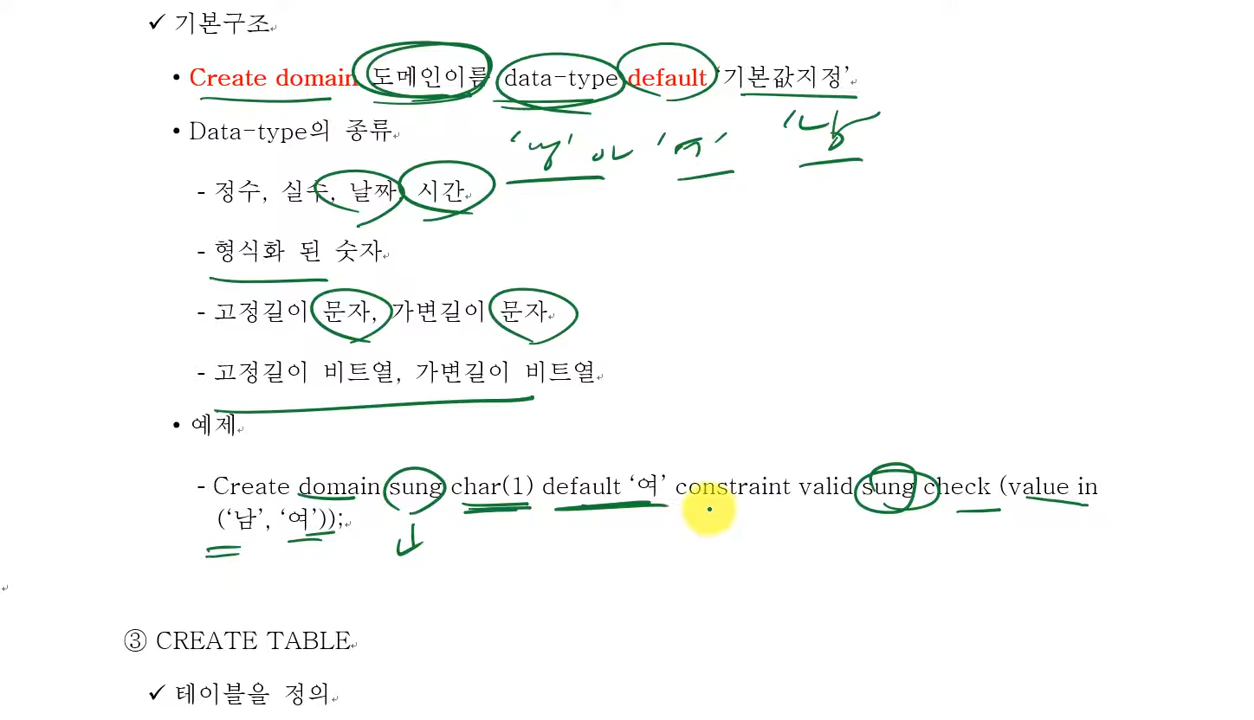 ✓ 기본구조
• Create domain 도메인이름 data-type default ‘기본값지정’
• Data-type의 종류
‘남’ or ‘여’ ‘남’
- 정수, 실수, 날짜, 시간
- 형식화 된 숫자
- 고정길이 문자, 가변길이 문자
- 고정길이 비트열, 가변길이 비트열
• 예제
- Create domain sung char(1) default ‘여’ constraint valid sung check (value in
(‘남’, ‘여’));
③ CREATE TABLE
✓ 테이블을 정의